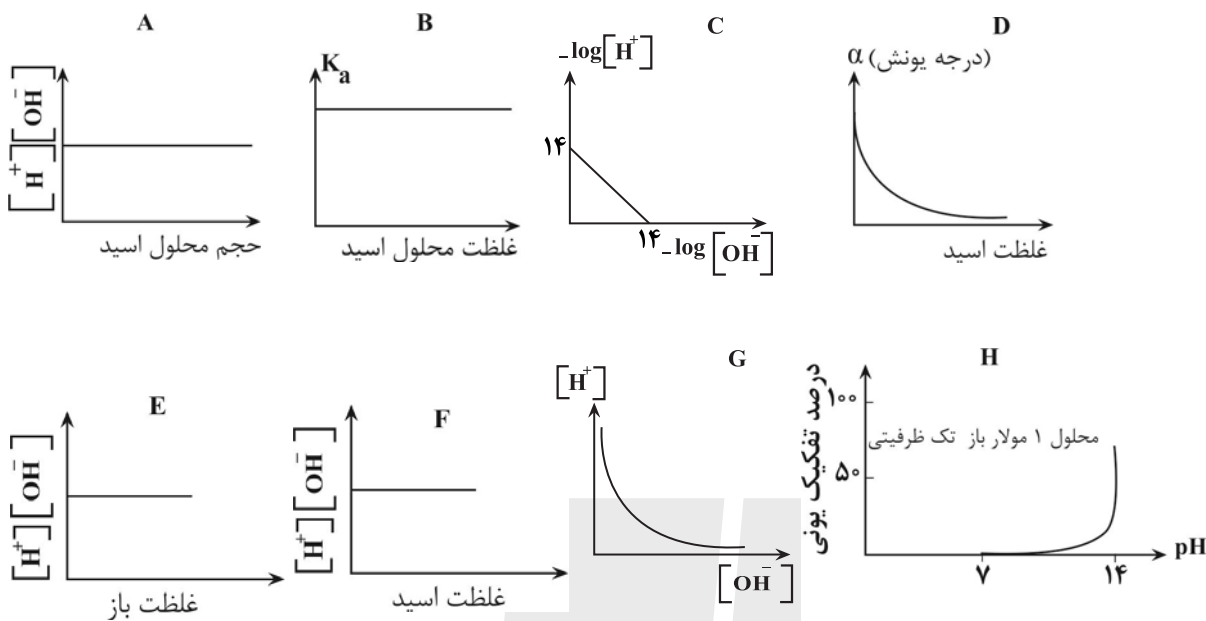 A
[H⁺][OH⁻]
حجم محلول اسید
B
Kₐ
غلظت محلول اسید
C
–log[H⁺]
۱۴
۱۴
–log[OH⁻]
D
α (درجه یونش)
غلظت اسید
E
[H⁺][OH⁻]
غلظت باز
F
[H⁺][OH⁻]
غلظت اسید
G
[H⁺]
[OH⁻]
H
درصد تفکیک یونی
۱۰۰
محلول ۱ مولار باز تک ظرفیتی
۵۰
۷
۱۴
pH